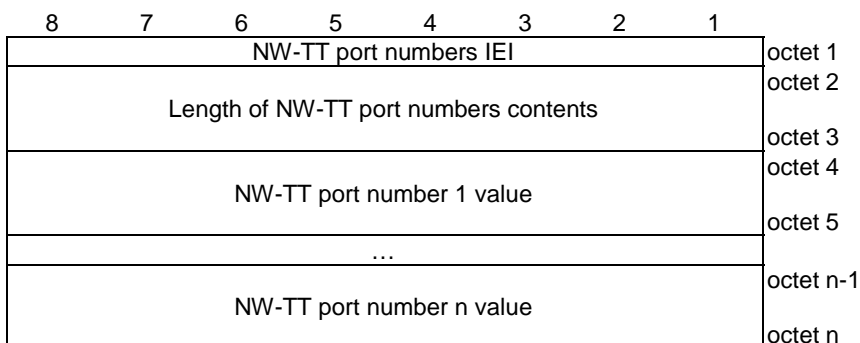 8 7 6 5 4 3 2 1
NW-TT port numbers IEI octet 1
octet 2
Length of NW-TT port numbers contents
octet 3
octet 4
NW-TT port number 1 value
octet 5
…
octet n-1
NW-TT port number n value
octet n